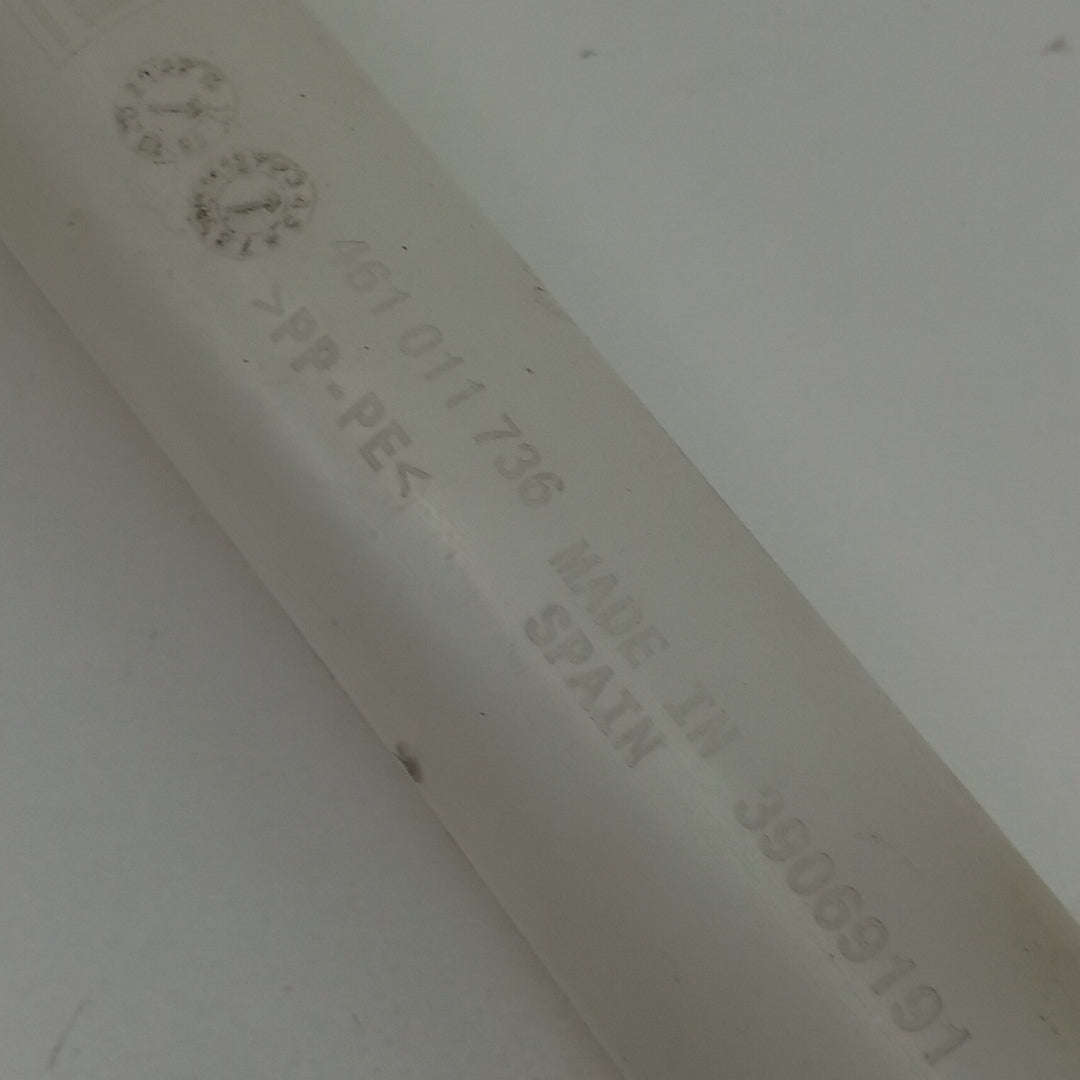 461 011 736 MADE IN 39069191
>PP-PE< SPAIN